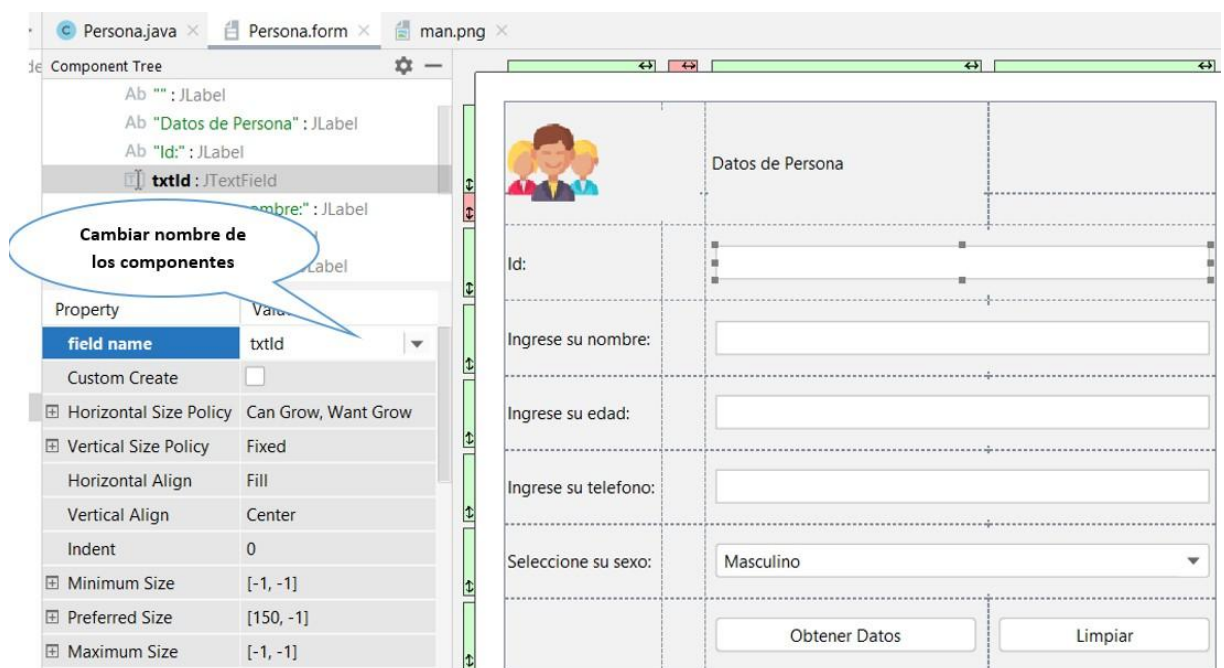 Persona.java
Persona.form
man.png
de
Component Tree
Ab "" : JLabel
Ab "Datos de Persona" : JLabel
Ab "Id:" : JLabel
txtId : JTextField
ombre:" : JLabel
Label
Cambiar nombre de
los componentes
Property
field name txtId
Custom Create
Horizontal Size Policy Can Grow, Want Grow
Vertical Size Policy Fixed
Horizontal Align Fill
Vertical Align Center
Indent 0
Minimum Size [-1, -1]
Preferred Size [150, -1]
Maximum Size [-1, -1]
Datos de Persona
Id:
Ingrese su nombre:
Ingrese su edad:
Ingrese su telefono:
Seleccione su sexo: Masculino
Obtener Datos Limpiar